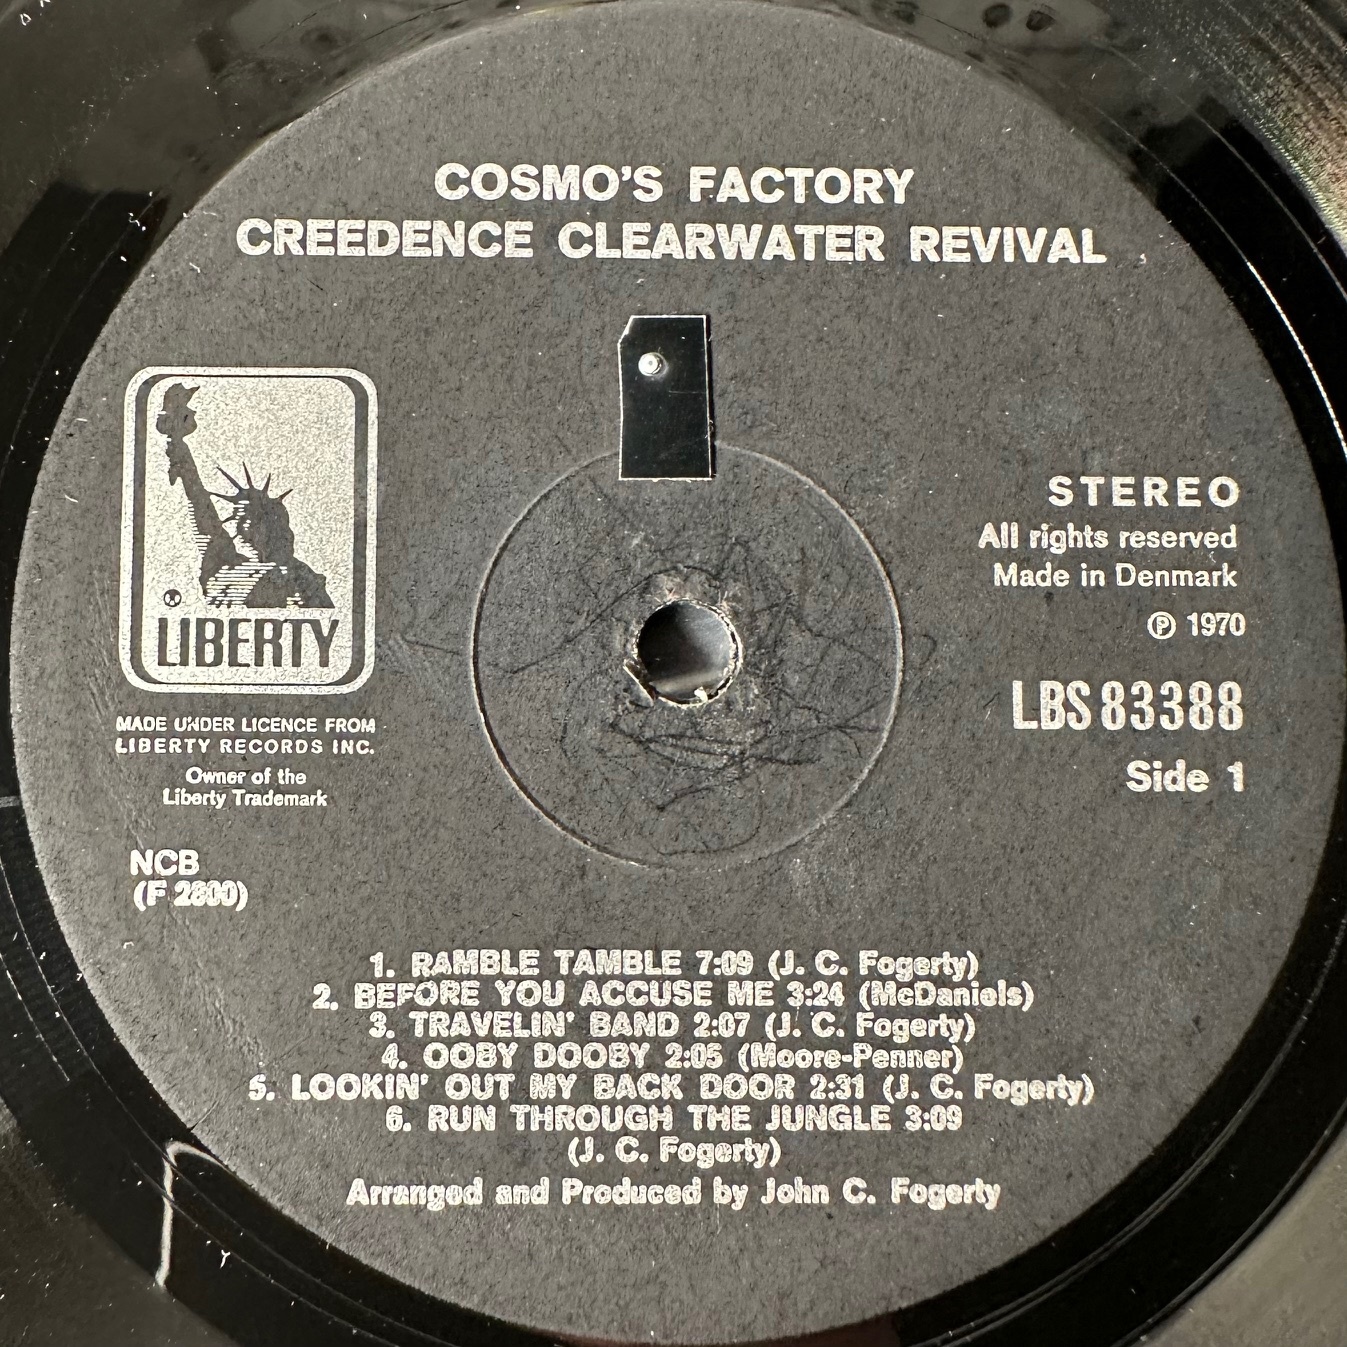 COSMO'S FACTORY
CREEDENCE CLEARWATER REVIVAL
LIBERTY
MADE UNDER LICENCE FROM
LIBERTY RECORDS INC.
Owner of the
Liberty Trademark
NCB
(F 2800)
STEREO
All rights reserved
Made in Denmark
℗ 1970
LBS 83388
Side 1
1. RAMBLE TAMBLE 7:09 (J. C. Fogerty)
2. BEFORE YOU ACCUSE ME 3:24 (McDaniels)
3. TRAVELIN' BAND 2:07 (J. C. Fogerty)
4. OOBY DOOBY 2:05 (Moore-Penner)
5. LOOKIN' OUT MY BACK DOOR 2:31 (J. C. Fogerty)
6. RUN THROUGH THE JUNGLE 3:09
(J. C. Fogerty)
Arranged and Produced by John C. Fogerty